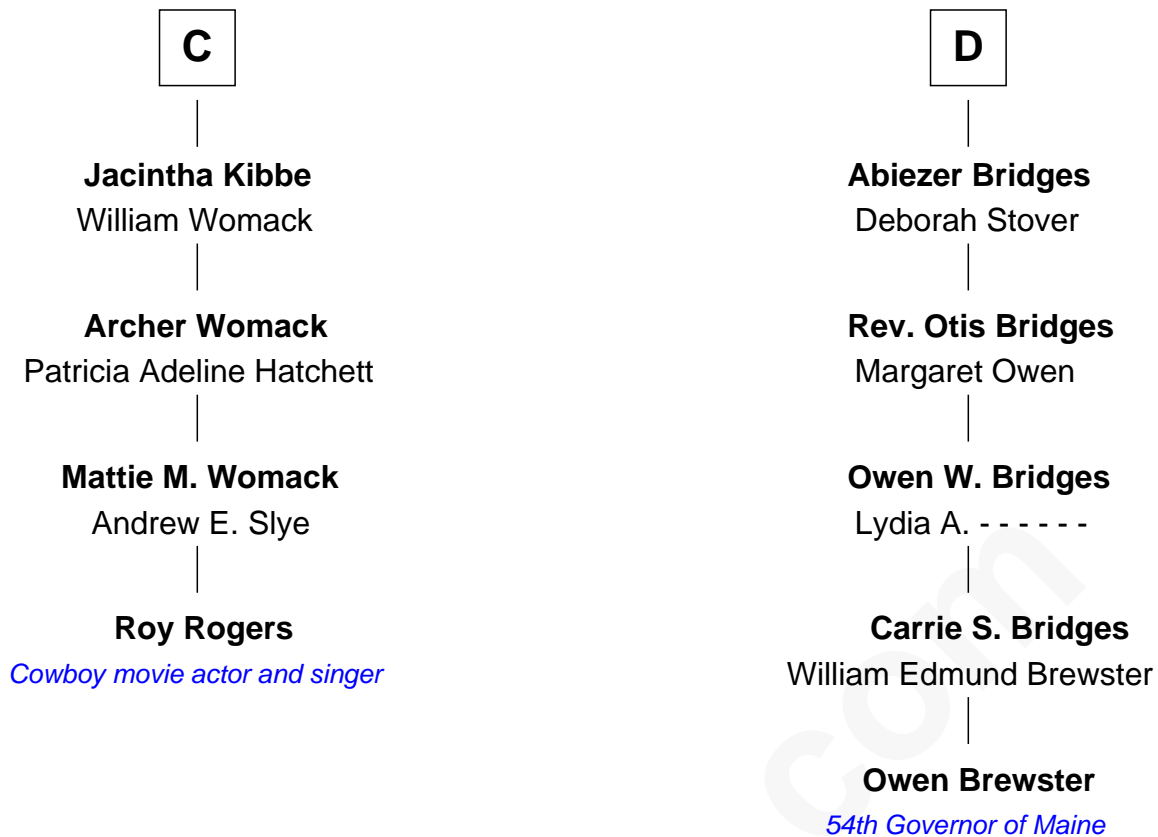 C
Jacintha Kibbe
William Womack
Archer Womack
Patricia Adeline Hatchett
Mattie M. Womack
Andrew E. Slye
Roy Rogers
Cowboy movie actor and singer
D
Abiezer Bridges
Deborah Stover
Rev. Otis Bridges
Margaret Owen
Owen W. Bridges
Lydia A. - - - - - -
Carrie S. Bridges
William Edmund Brewster
Owen Brewster
54th Governor of Maine
com